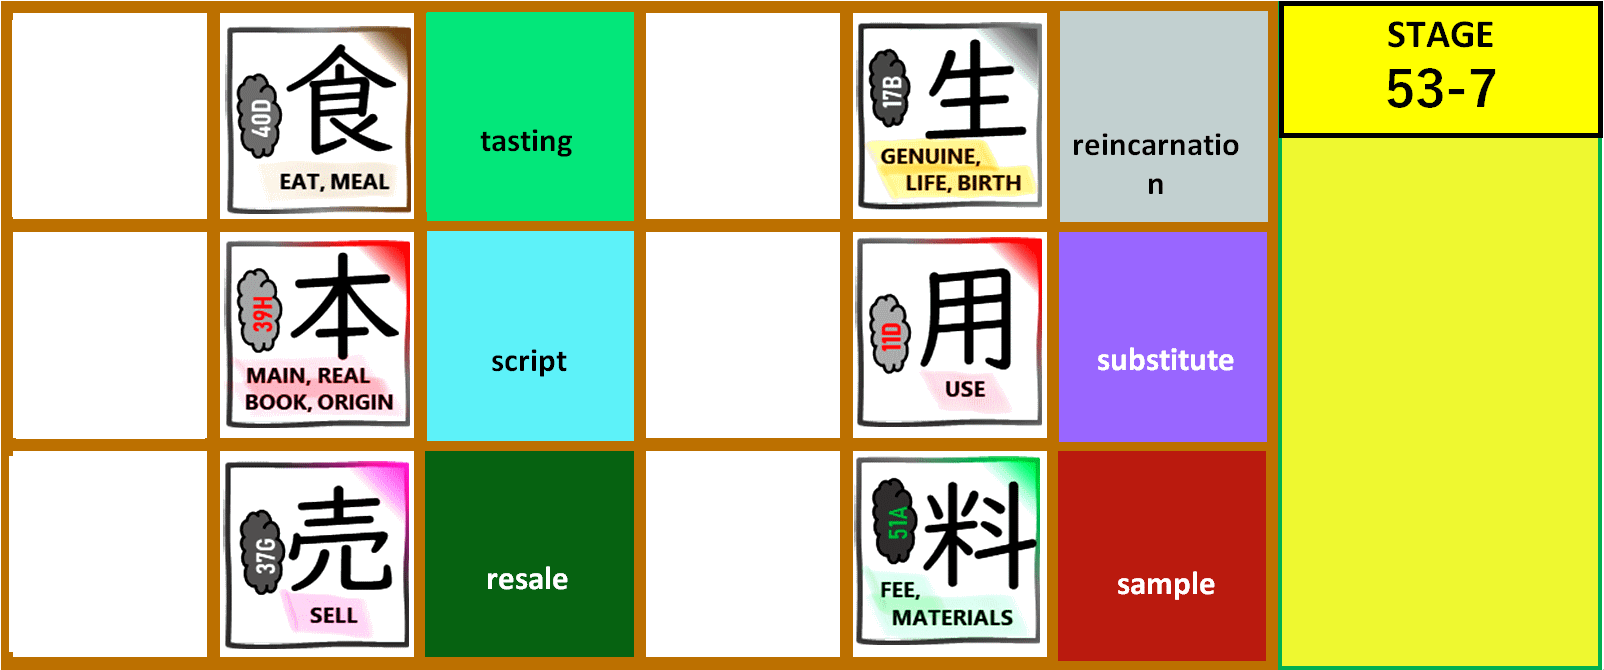 食
40D
EAT, MEAL
tasting
生
17B
GENUINE,
LIFE, BIRTH
reincarnatio
n
STAGE
53-7
本
39H
MAIN, REAL
BOOK, ORIGIN
script
用
11D
USE
substitute
売
37G
SELL
resale
料
51A
FEE,
MATERIALS
sample